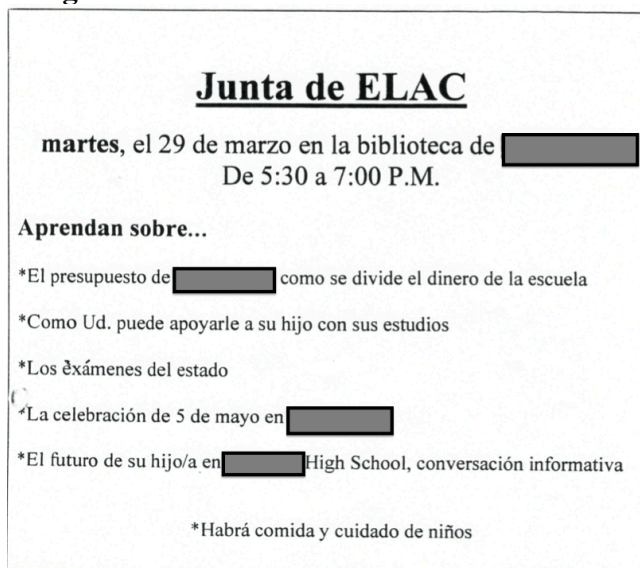 Junta de ELAC
martes, el 29 de marzo en la biblioteca de
De 5:30 a 7:00 P.M.
Aprendan sobre...
*El presupuesto de como se divide el dinero de la escuela
*Como Ud. puede apoyarle a su hijo con sus estudios
*Los exámenes del estado
*La celebración de 5 de mayo en
*El futuro de su hijo/a en High School, conversación informativa
*Habrá comida y cuidado de niños